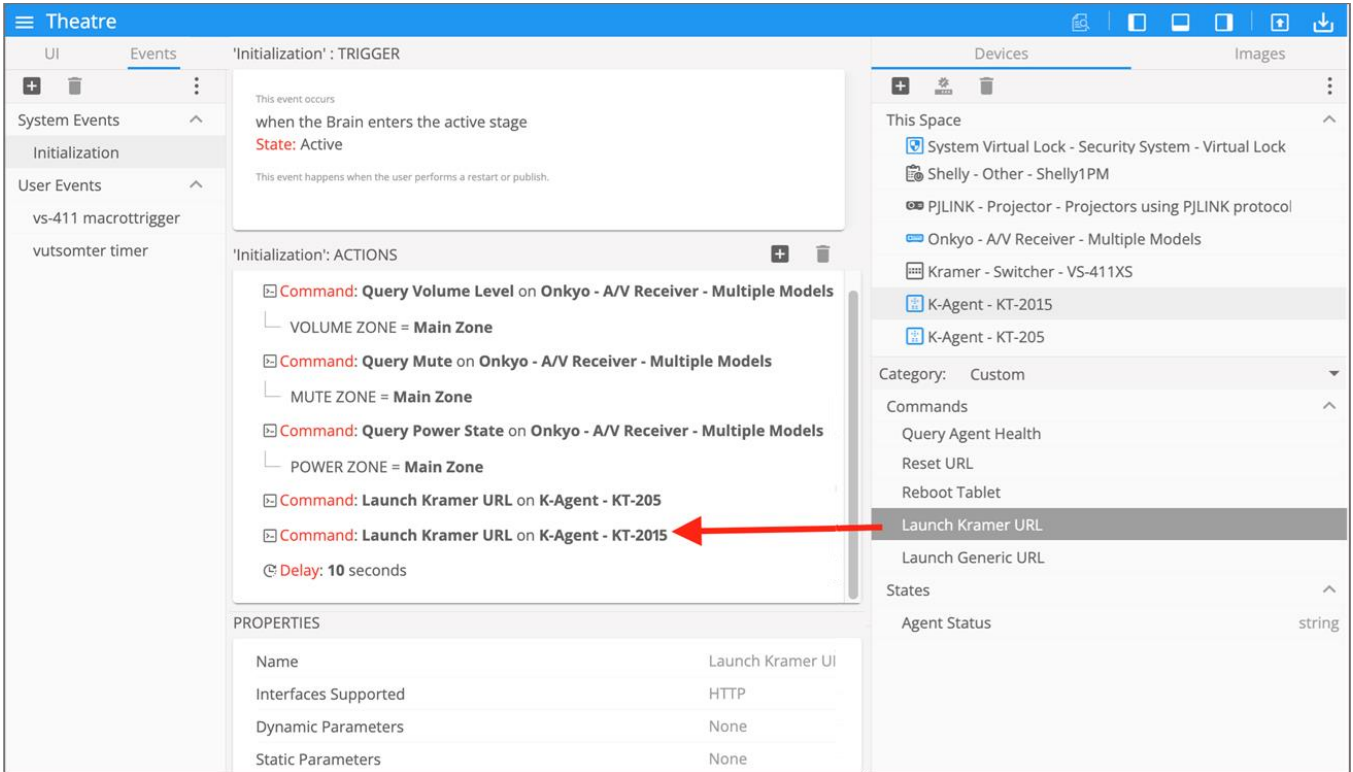 Theatre
UI
Events
System Events
Initialization
User Events
vs-411 macrottrigger
vutsomter timer
'Initialization' : TRIGGER
This event occurs
when the Brain enters the active stage
State: Active
This event happens when the user performs a restart or publish.
'Initialization': ACTIONS
Command: Query Volume Level on Onkyo - A/V Receiver - Multiple Models
VOLUME ZONE = Main Zone
Command: Query Mute on Onkyo - A/V Receiver - Multiple Models
MUTE ZONE = Main Zone
Command: Query Power State on Onkyo - A/V Receiver - Multiple Models
POWER ZONE = Main Zone
Command: Launch Kramer URL on K-Agent - KT-205
Command: Launch Kramer URL on K-Agent - KT-2015
Delay: 10 seconds
PROPERTIES
Name Launch Kramer UI
Interfaces Supported HTTP
Dynamic Parameters None
Static Parameters None
Devices
Images
This Space
System Virtual Lock - Security System - Virtual Lock
Shelly - Other - Shelly1PM
PJLINK - Projector - Projectors using PJLINK protocol
Onkyo - A/V Receiver - Multiple Models
Kramer - Switcher - VS-411XS
K-Agent - KT-2015
K-Agent - KT-205
Category: Custom
Commands
Query Agent Health
Reset URL
Reboot Tablet
Launch Kramer URL
Launch Generic URL
States
Agent Status string